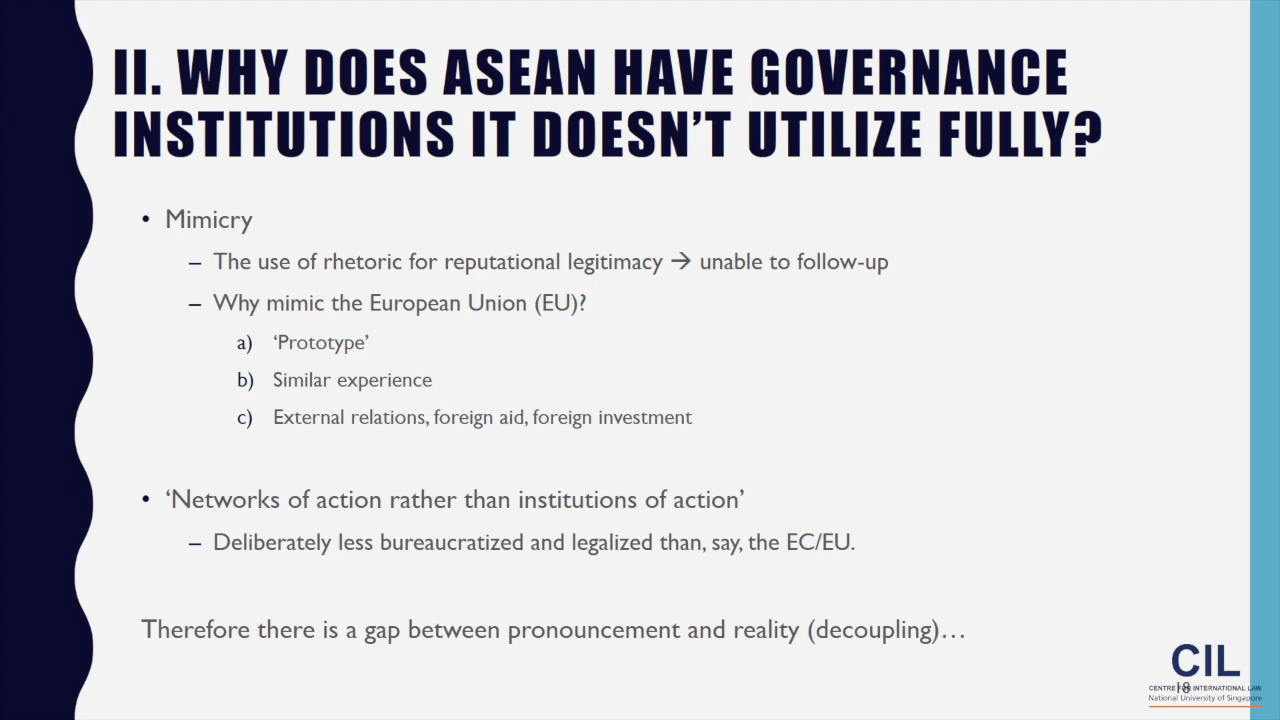 II. WHY DOES ASEAN HAVE GOVERNANCE
INSTITUTIONS IT DOESN'T UTILIZE FULLY?
• Mimicry
– The use of rhetoric for reputational legitimacy → unable to follow-up
– Why mimic the European Union (EU)?
a) ‘Prototype’
b) Similar experience
c) External relations, foreign aid, foreign investment
• ‘Networks of action rather than institutions of action’
– Deliberately less bureaucratized and legalized than, say, the EC/EU.
Therefore there is a gap between pronouncement and reality (decoupling)…
CIL
CENTRE FOR INTERNATIONAL LAW
18
National University of Singapore